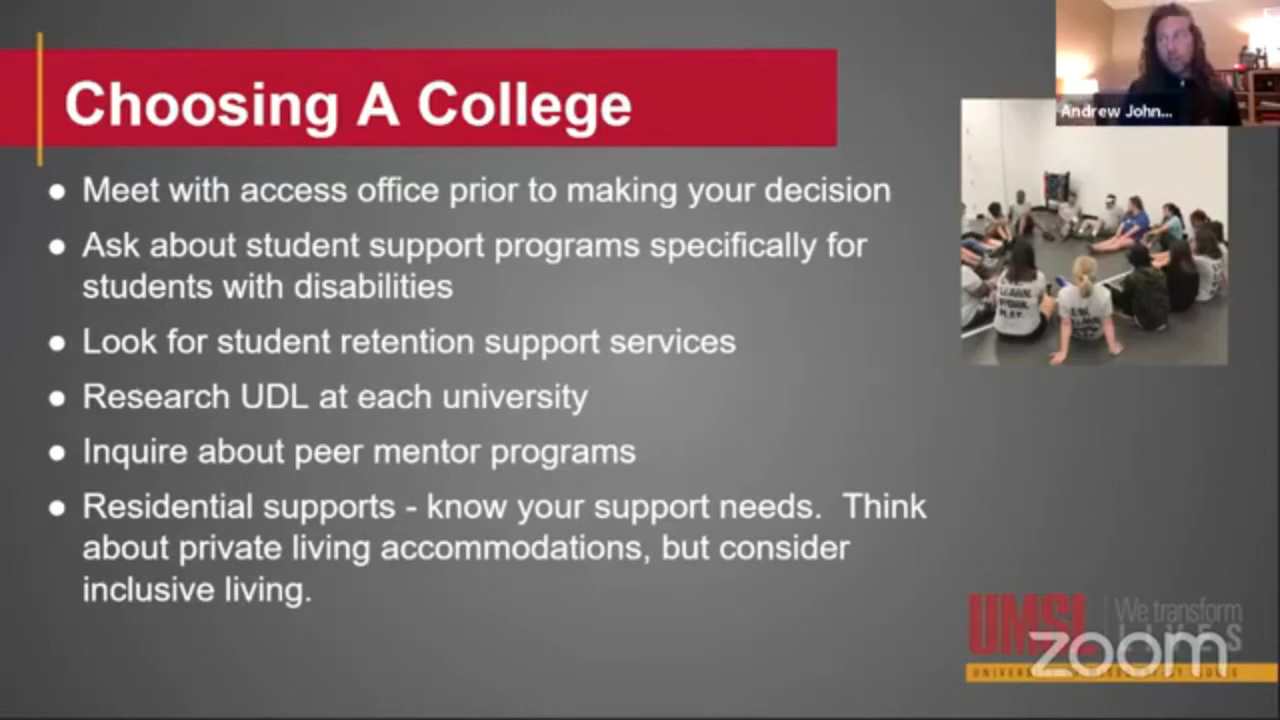 Choosing A College
Andrew John...
● Meet with access office prior to making your decision
● Ask about student support programs specifically for
students with disabilities
● Look for student retention support services
● Research UDL at each university
● Inquire about peer mentor programs
● Residential supports - know your support needs.  Think
about private living accommodations, but consider
inclusive living.
UMSL
We transform
zoom